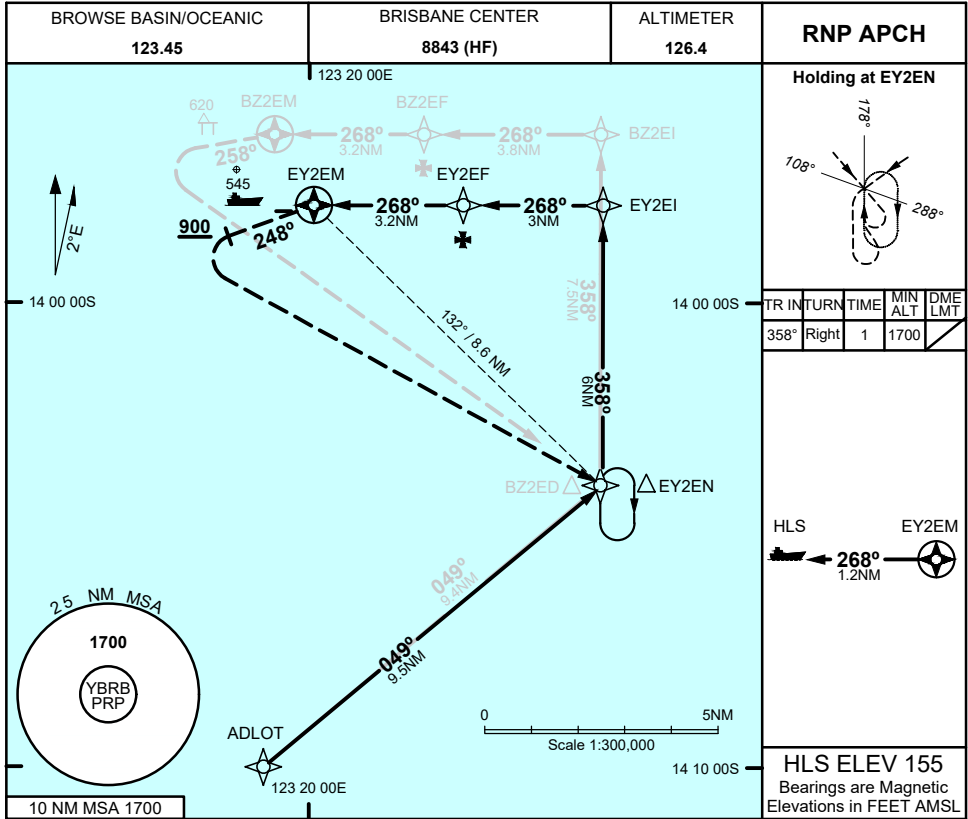 BROWSE BASIN/OCEANIC
123.45
BRISBANE CENTER
8843 (HF)
ALTIMETER
126.4
RNP APCH
123 20 00E
620
BZ2EM
BZ2EF
BZ2EI
268º
3.2NM
268º
3.8NM
258º
545
EY2EM
EY2EF
EY2EI
268º
3.2NM
268º
3NM
900
248º
2°E
14 00 00S
14 00 00S
358º
7.5NM
132° / 8.6 NM
358º
6NM
BZ2ED
EY2EN
049º
9.4NM
049º
9.5NM
25 NM MSA
1700
YBRB
PRP
ADLOT
0
5NM
Scale 1:300,000
123 20 00E
14 10 00S
10 NM MSA 1700
Holding at EY2EN
178°
108°
288°
TR IN
TURN
TIME
MIN
ALT
DME
LMT
358°
Right
1
1700
HLS
EY2EM
268º
1.2NM
HLS ELEV 155
Bearings are Magnetic
Elevations in FEET AMSL